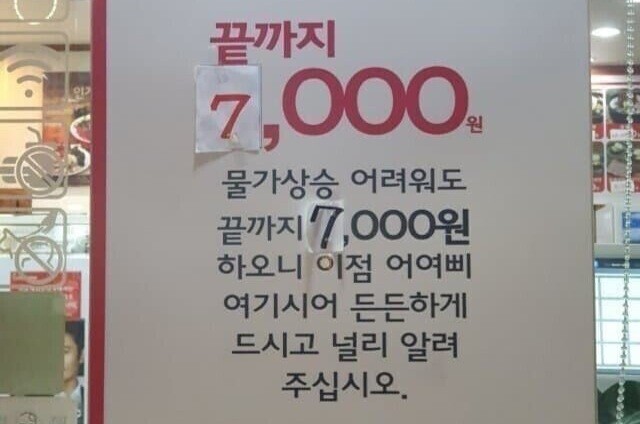 끝까지
7,000원
물가상승 어려워도
끝까지 7,000원
하오니 이점 어여삐
여기시어 든든하게
드시고 널리 알려
주십시오.